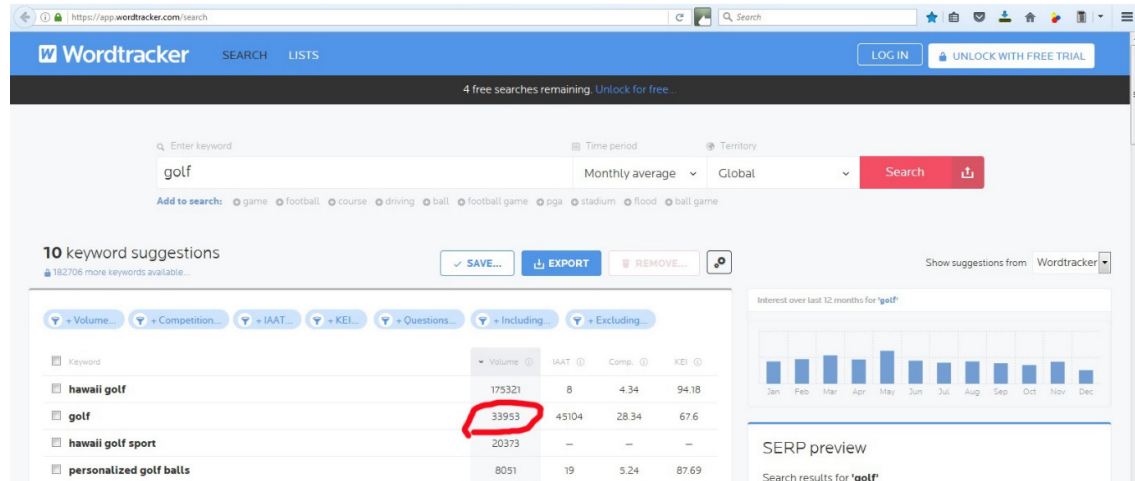 https://app.wordtracker.com/search
Search
Wordtracker SEARCH LISTS LOG IN UNLOCK WITH FREE TRIAL
4 free searches remaining. Unlock for free...
Enter keyword Time period Territory
golf Monthly average Global Search
Add to search: game football course driving ball football game pga stadium flood ball game
10 keyword suggestions
182706 more keywords available...
SAVE... EXPORT REMOVE... Show suggestions from Wordtracker
Interest over last 12 months for 'golf'
+ Volume... + Competition... + IAAT... + KEI... + Questions... + Including... + Excluding...
Keyword Volume IAAT Comp. KEI
Jan Feb Mar Apr May Jun Jul Aug Sep Oct Nov Dec
hawaii golf 175321 8 4.34 94.18
golf 33953 45104 28.34 67.6
hawaii golf sport 20373 – – –
SERP preview
personalized golf balls 8051 19 5.24 87.69
Search results for 'golf'